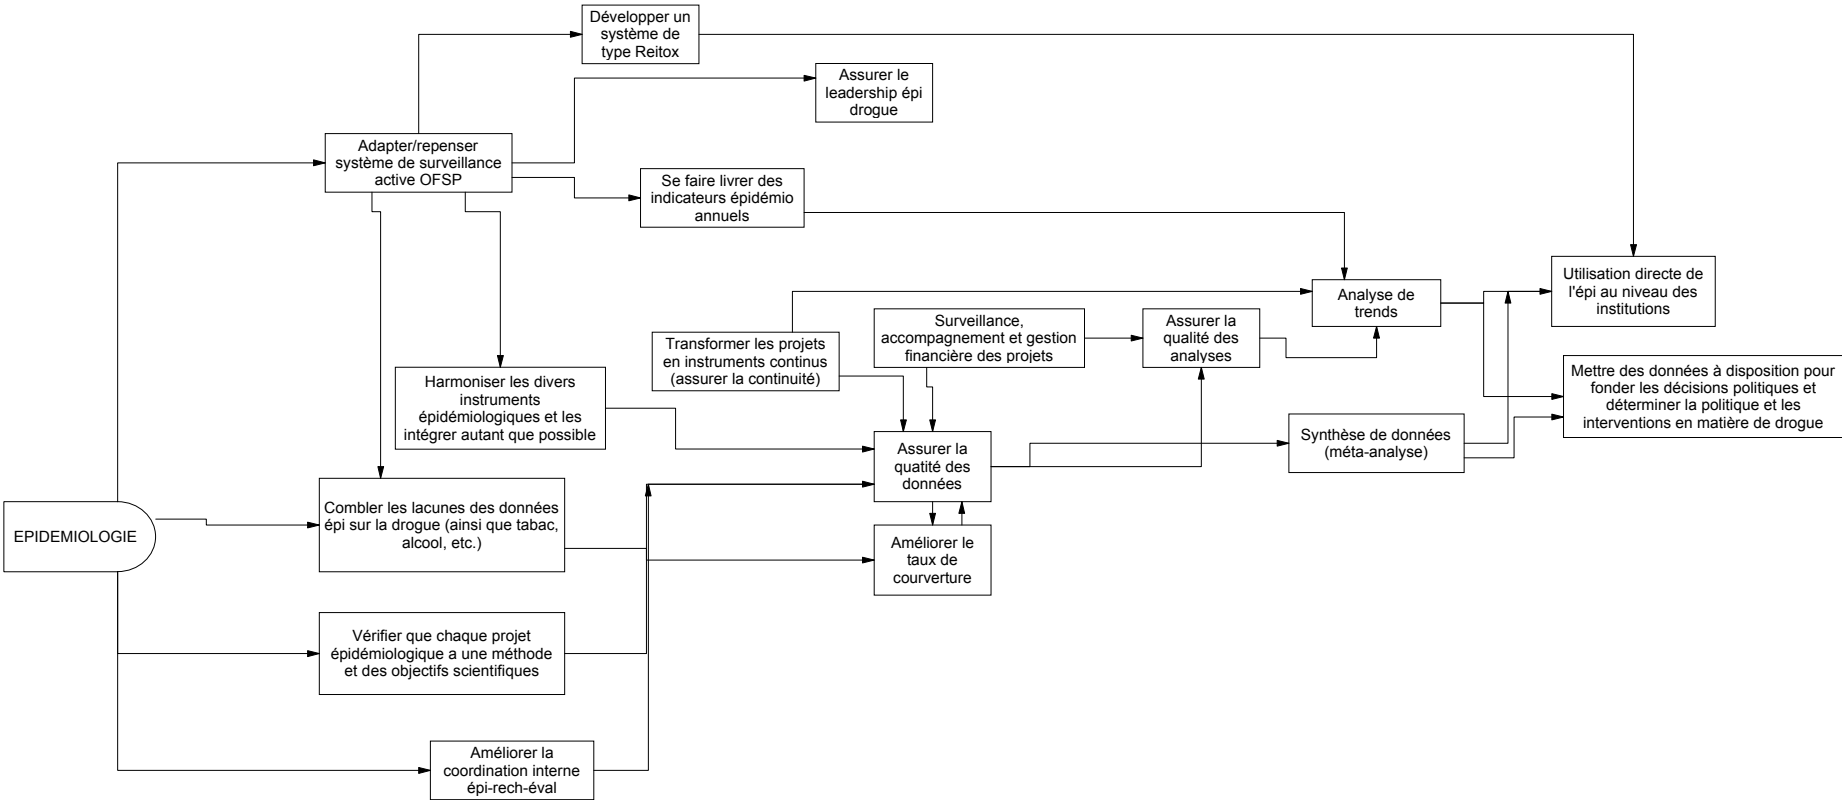 Développer un
système de
type Reitox
Assurer le
leadership épi
drogue
Adapter/repenser
système de surveillance
active OFSP
Se faire livrer des
indicateurs épidémio
annuels
Utilisation directe de
l'épi au niveau des
institutions
Analyse de
trends
Surveillance,
accompagnement et gestion
financière des projets
Assurer la
qualité des
analyses
Transformer les projets
en instruments continus
(assurer la continuité)
Mettre des données à disposition pour
fonder les décisions politiques et
déterminer la politique et les
interventions en matière de drogue
Harmoniser les divers
instruments
épidémiologiques et les
intégrer autant que possible
Synthèse de données
(méta-analyse)
Assurer la
quatité des
données
Combler les lacunes des données
épi sur la drogue (ainsi que tabac,
alcool, etc.)
EPIDEMIOLOGIE
Améliorer le
taux de
courverture
Vérifier que chaque projet
épidémiologique a une méthode
et des objectifs scientifiques
Améliorer la
coordination interne
épi-rech-éval